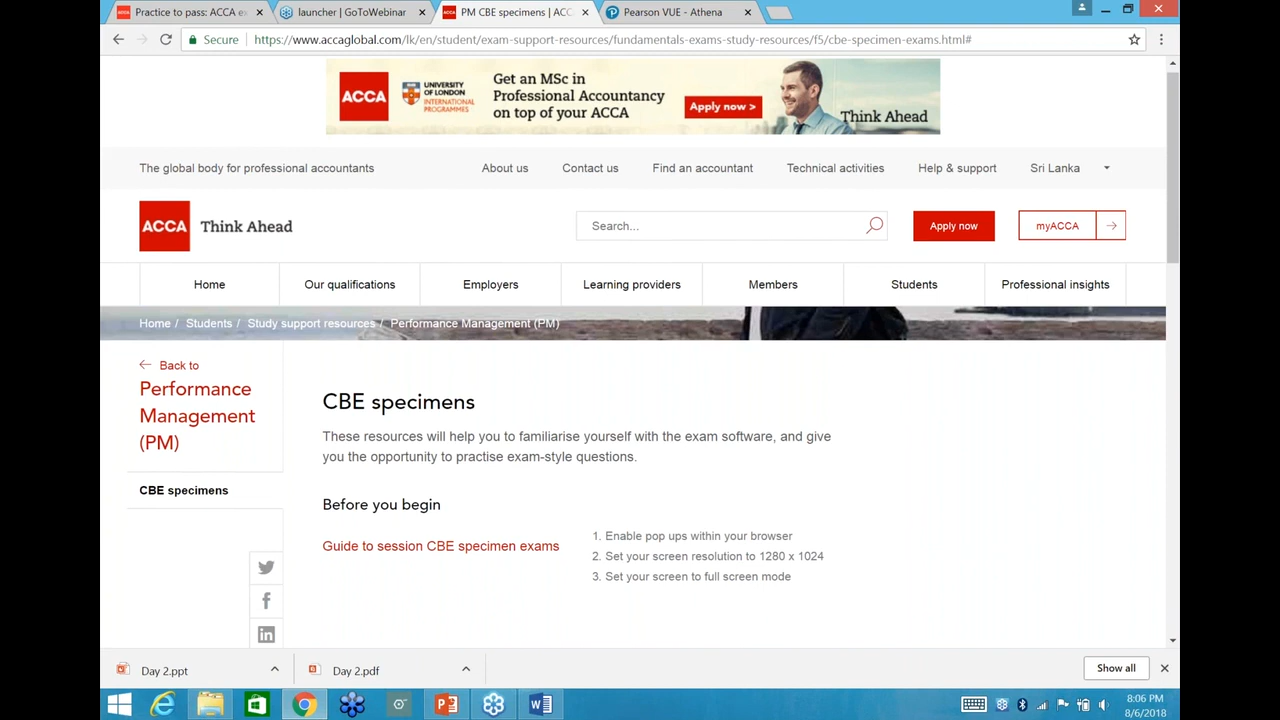 Practice to pass: ACCA ex
launcher | GoToWebinar
PM CBE specimens | ACC
Pearson VUE - Athena
Secure
https://www.accaglobal.com/lk/en/student/exam-support-resources/fundamentals-exams-study-resources/f5/cbe-specimen-exams.html#
ACCA
UNIVERSITY
OF LONDON
INTERNATIONAL
PROGRAMMES
Get an MSc in
Professional Accountancy
on top of your ACCA
Apply now >
Think Ahead
The global body for professional accountants
About us
Contact us
Find an accountant
Technical activities
Help & support
Sri Lanka
ACCA
Think Ahead
Search...
Apply now
myACCA
Home
Our qualifications
Employers
Learning providers
Members
Students
Professional insights
Home / Students / Study support resources / Performance Management (PM)
Back to
Performance
Management
(PM)
CBE specimens
CBE specimens
These resources will help you to familiarise yourself with the exam software, and give
you the opportunity to practise exam-style questions.
Before you begin
Guide to session CBE specimen exams
1. Enable pop ups within your browser
2. Set your screen resolution to 1280 x 1024
3. Set your screen to full screen mode
Day 2.ppt
Day 2.pdf
Show all
8:06 PM
8/6/2018